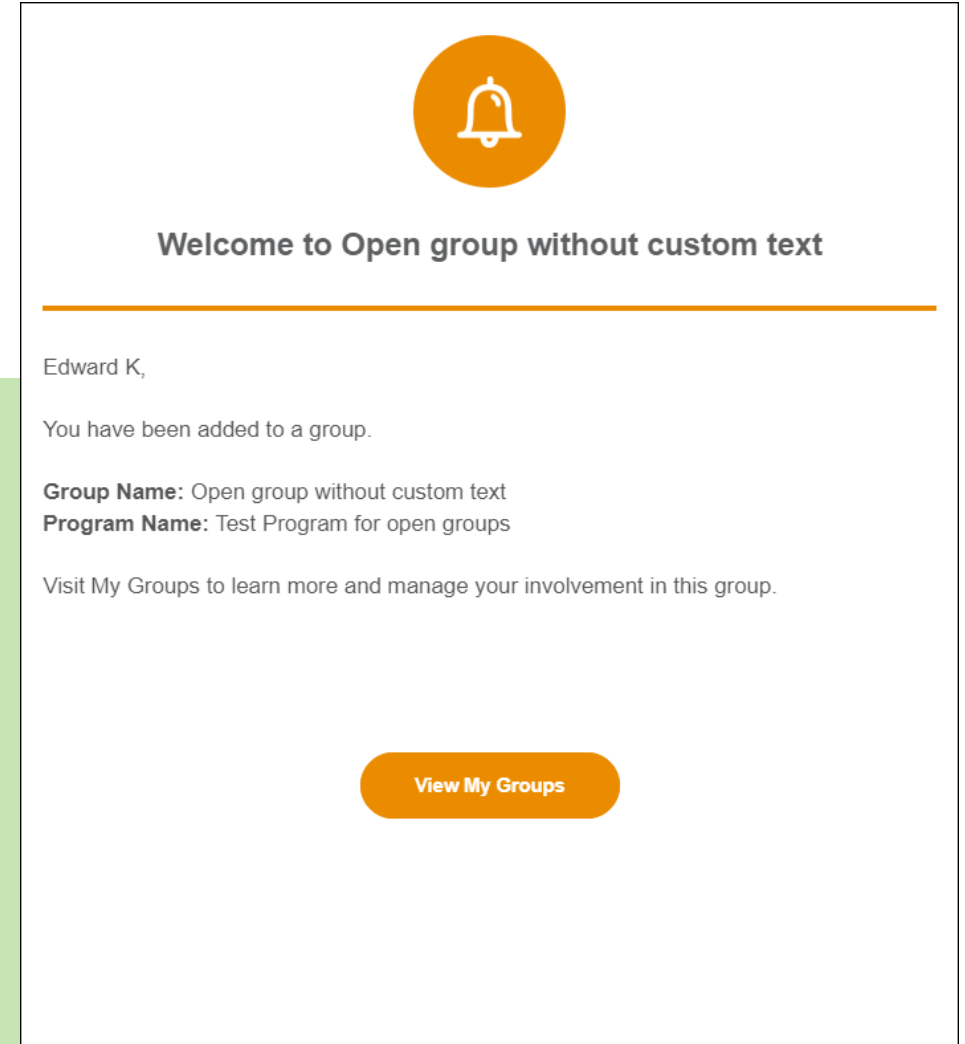 Welcome to Open group without custom text
Edward K,
You have been added to a group.
Group Name: Open group without custom text
Program Name: Test Program for open groups
Visit My Groups to learn more and manage your involvement in this group.
View My Groups